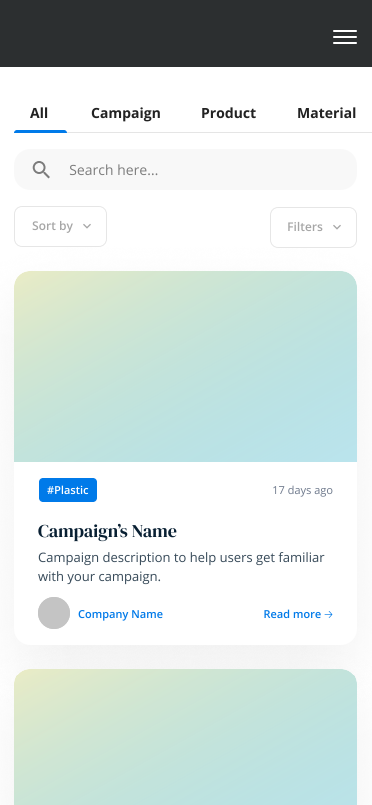 All Campaign Product Material
Search here...
Sort by Filters
#Plastic 17 days ago
Campaign's Name
Campaign description to help users get familiar
with your campaign.
Company Name Read more →